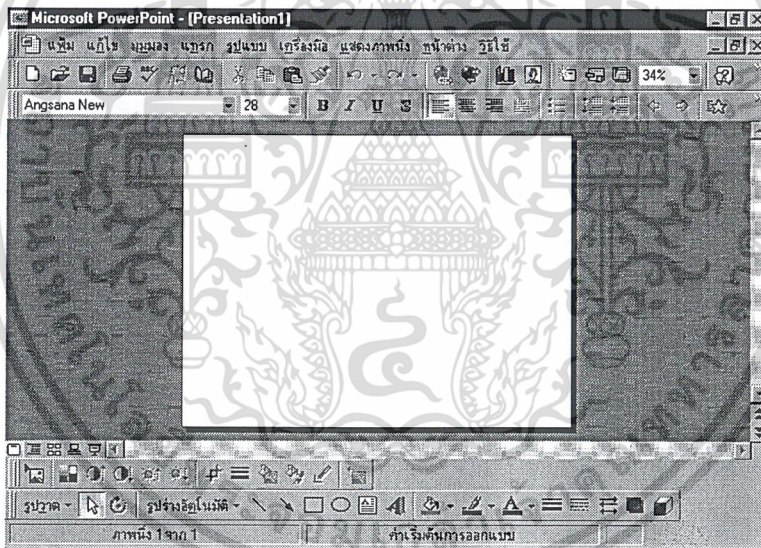 Microsoft PowerPoint - [Presentation1]
แฟ้ม แก้ไข มุมมอง แทรก รูปแบบ เครื่องมือ แสดงภาพนิ่ง หน้าต่าง วิธีใช้
34%
Angsana New 28 B I U S
รูปวาด รูปร่างอัตโนมัติ
ภาพนิ่ง 1 จาก 1 ค่าเริ่มต้นการออกแบบ